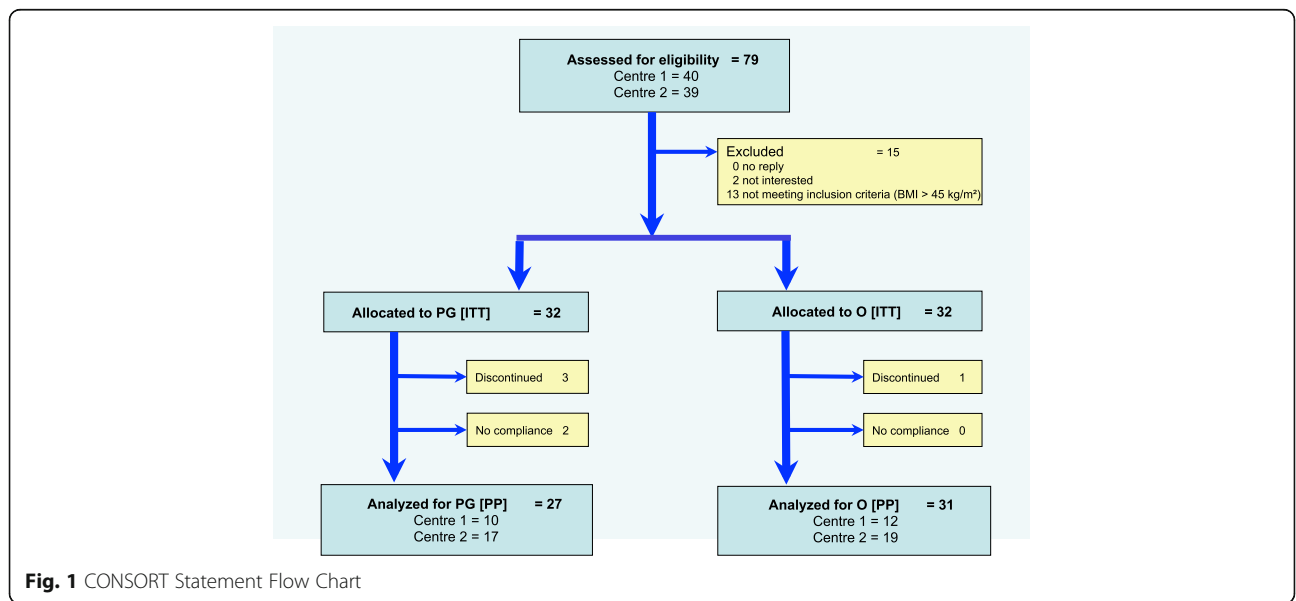 Assessed for eligibility = 79
Centre 1 = 40
Centre 2 = 39
Excluded = 15
0 no reply
2 not interested
13 not meeting inclusion criteria (BMI > 45 kg/m²)
Allocated to PG [ITT] = 32
Allocated to O [ITT] = 32
Discontinued 3
Discontinued 1
No compliance 2
No compliance 0
Analyzed for PG [PP] = 27
Centre 1 = 10
Centre 2 = 17
Analyzed for O [PP] = 31
Centre 1 = 12
Centre 2 = 19
Fig. 1 CONSORT Statement Flow Chart